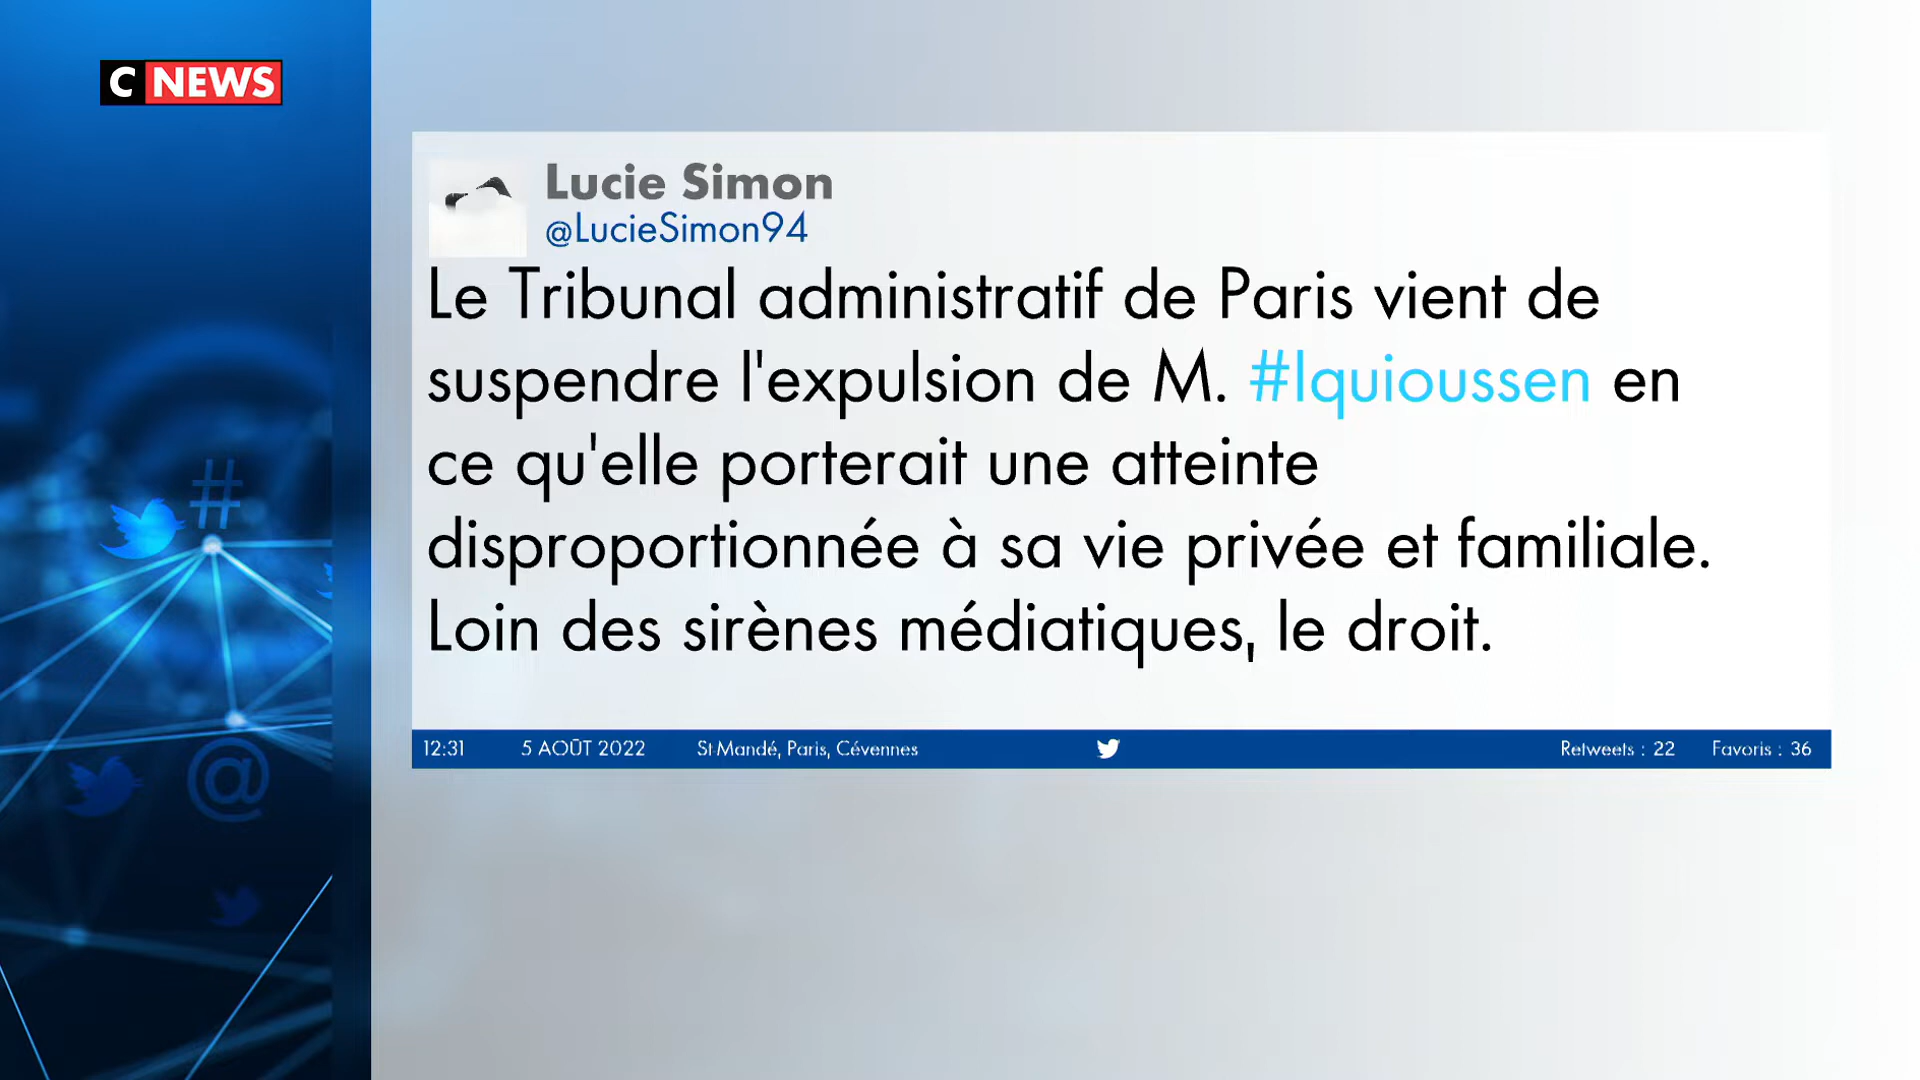 C NEWS
Lucie Simon
@LucieSimon94
Le Tribunal administratif de Paris vient de
suspendre l'expulsion de M. #Iquioussen en
ce qu'elle porterait une atteinte
disproportionnée à sa vie privée et familiale.
Loin des sirènes médiatiques, le droit.
12:31 5 AOÛT 2022 St-Mandé, Paris, Cévennes Retweets : 22 Favoris : 36
#
@